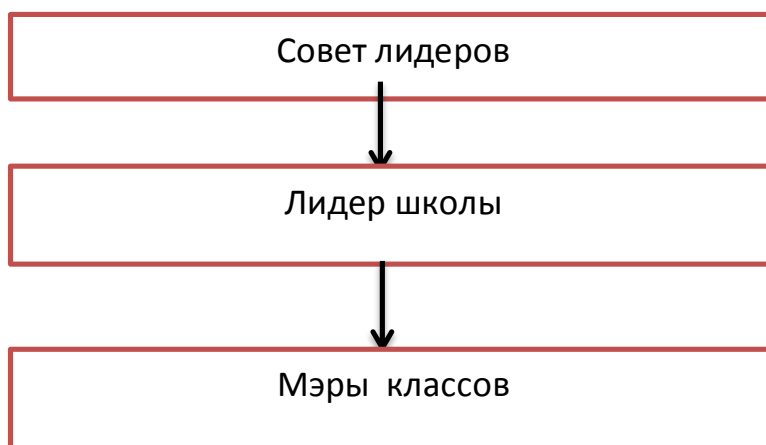 Совет лидеров
Лидер школы
Мэры классов